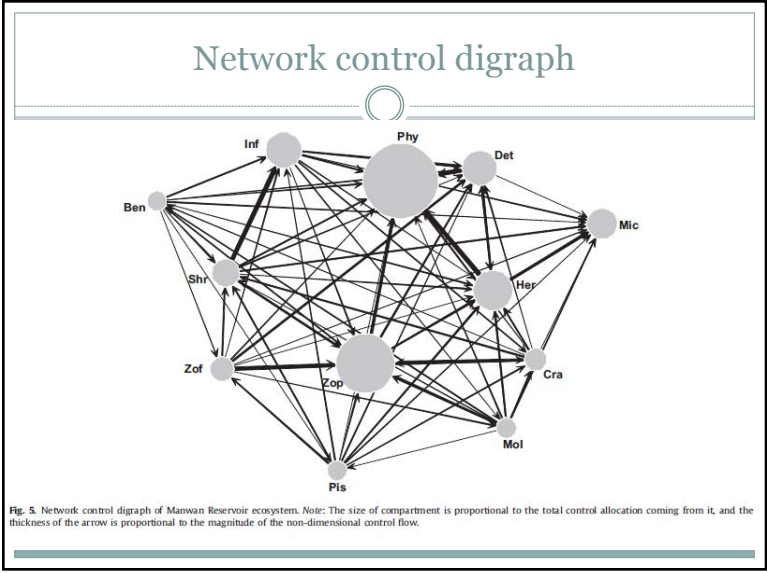 Network control digraph
Phy
Inf
Det
Ben
Mic
Shr
Her
Zof
Zop
Cra
Mol
Pis
Fig. 5. Network control digraph of Manwan Reservoir ecosystem. Note: The size of compartment is proportional to the total control allocation coming from it, and the
thickness of the arrow is proportional to the magnitude of the non-dimensional control flow.